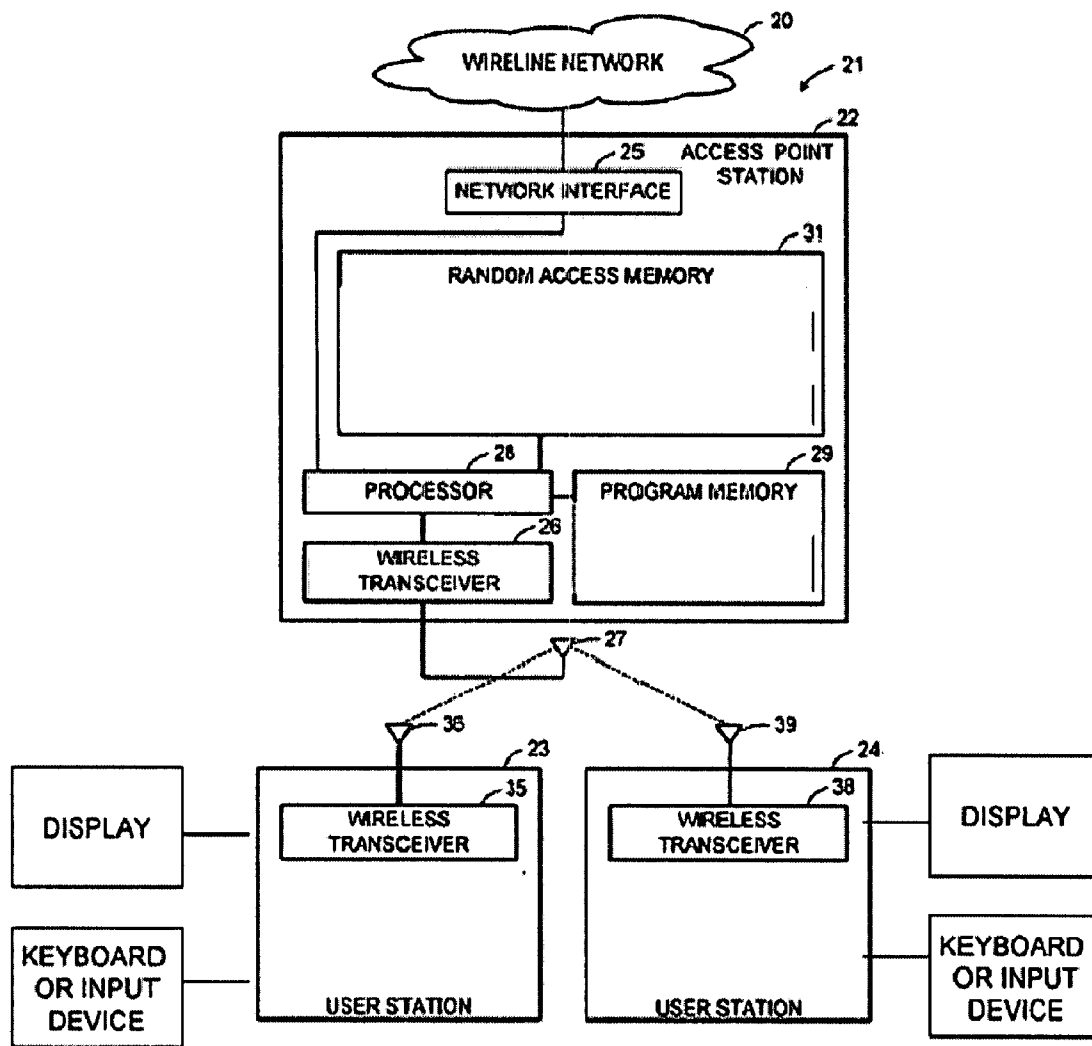 20
WIRELINE NETWORK
21
22
ACCESS POINT
STATION
25
NETWORK INTERFACE
31
RANDOM ACCESS MEMORY
28
PROCESSOR
29
PROGRAM MEMORY
26
WIRELESS
TRANSCEIVER
27
36
39
23
24
35
WIRELESS
TRANSCEIVER
38
WIRELESS
TRANSCEIVER
DISPLAY
DISPLAY
KEYBOARD
OR INPUT
DEVICE
USER STATION
USER STATION
KEYBOARD
OR INPUT
DEVICE